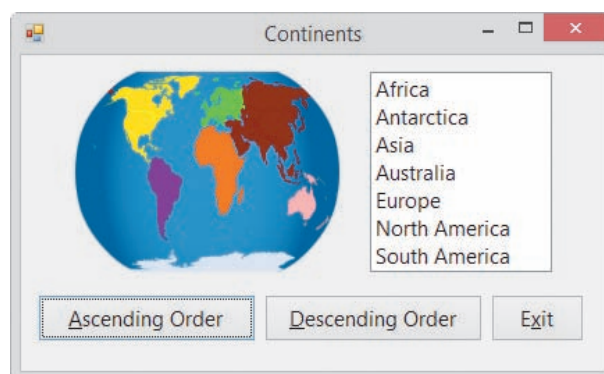 Continents
Africa
Antarctica
Asia
Australia
Europe
North America
South America
Ascending Order
Descending Order
Exit